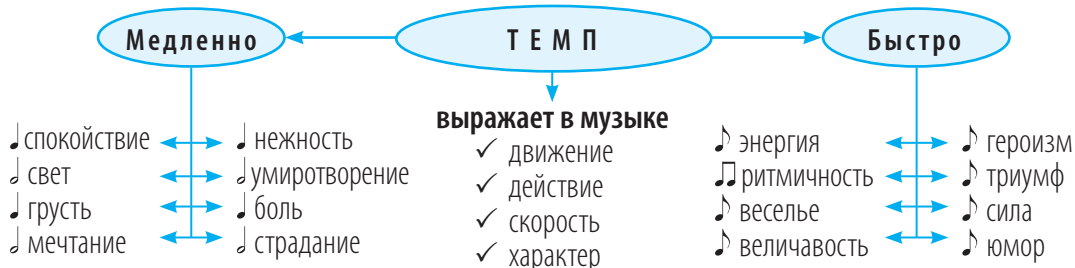 Медленно
ТЕМП
Быстро
выражает в музыке
✓ движение
✓ действие
✓ скорость
✓ характер
♩ спокойствие ♩ нежность
𝅗𝅥 свет 𝅗𝅥 умиротворение
♩ грусть ♩ боль
𝅗𝅥 мечтание 𝅗𝅥 страдание
♪ энергия ♪ героизм
♫ ритмичность ♪ триумф
♪ веселье ♪ сила
♪ величавость ♪ юмор